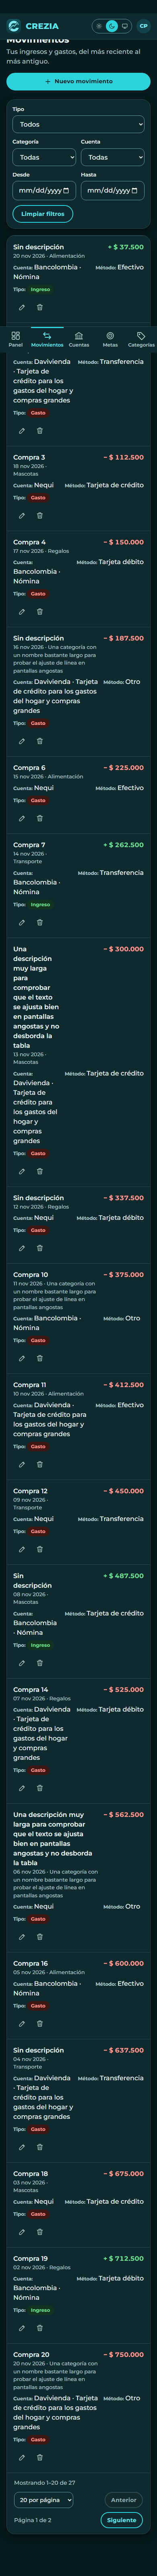 CREZIA
CP
Movimientos
Tus ingresos y gastos, del más reciente al
más antiguo.
+ Nuevo movimiento
Tipo
Todos
Categoría
Cuenta
Todas
Todas
Desde
Hasta
mm/dd/yyyy
mm/dd/yyyy
Limpiar filtros
Sin descripción
+ $ 37.500
20 nov 2026 · Alimentación
Cuenta: Bancolombia ·
Nómina
Método: Efectivo
Tipo: Ingreso
Panel
Movimientos
Cuentas
Metas
Categorías
Davivienda
· Tarjeta de
crédito para los
gastos del hogar y
compras grandes
Método: Transferencia
Tipo: Gasto
Compra 3
− $ 112.500
18 nov 2026 ·
Mascotas
Cuenta: Nequi
Método: Tarjeta de crédito
Tipo: Gasto
Compra 4
− $ 150.000
17 nov 2026 · Regalos
Cuenta:
Bancolombia ·
Nómina
Método: Tarjeta débito
Tipo: Gasto
Sin descripción
− $ 187.500
16 nov 2026 · Una categoría con
un nombre bastante largo para
probar el ajuste de línea en
pantallas angostas
Cuenta: Davivienda · Tarjeta
de crédito para los gastos
del hogar y compras
grandes
Método: Otro
Tipo: Gasto
Compra 6
− $ 225.000
15 nov 2026 · Alimentación
Cuenta: Nequi
Método: Efectivo
Tipo: Gasto
Compra 7
+ $ 262.500
14 nov 2026 ·
Transporte
Cuenta:
Bancolombia ·
Nómina
Método: Transferencia
Tipo: Ingreso
Una
descripción
muy larga
para
comprobar
que el texto
se ajusta bien
en pantallas
angostas y no
desborda la
tabla
− $ 300.000
13 nov 2026 ·
Mascotas
Cuenta:
Davivienda ·
Tarjeta de
crédito para
los gastos del
hogar y
compras
grandes
Método: Tarjeta de crédito
Tipo: Gasto
Sin descripción
− $ 337.500
12 nov 2026 · Regalos
Cuenta: Nequi
Método: Tarjeta débito
Tipo: Gasto
Compra 10
− $ 375.000
11 nov 2026 · Una categoría con
un nombre bastante largo para
probar el ajuste de línea en
pantallas angostas
Cuenta: Bancolombia ·
Nómina
Método: Otro
Tipo: Gasto
Compra 11
− $ 412.500
10 nov 2026 · Alimentación
Cuenta: Davivienda ·
Tarjeta de crédito para
los gastos del hogar y
compras grandes
Método: Efectivo
Tipo: Gasto
Compra 12
− $ 450.000
09 nov 2026 ·
Transporte
Cuenta: Nequi
Método: Transferencia
Tipo: Gasto
Sin
descripción
+ $ 487.500
08 nov 2026 ·
Mascotas
Cuenta:
Bancolombia
· Nómina
Método: Tarjeta de crédito
Tipo: Ingreso
Compra 14
− $ 525.000
07 nov 2026 · Regalos
Cuenta: Davivienda
· Tarjeta de
crédito para los
gastos del hogar
y compras
grandes
Método: Tarjeta débito
Tipo: Gasto
Una descripción muy
larga para comprobar
que el texto se ajusta
bien en pantallas
angostas y no desborda
la tabla
− $ 562.500
06 nov 2026 · Una categoría con
un nombre bastante largo para
probar el ajuste de línea en
pantallas angostas
Cuenta: Nequi
Método: Otro
Tipo: Gasto
Compra 16
− $ 600.000
05 nov 2026 · Alimentación
Cuenta: Bancolombia ·
Nómina
Método: Efectivo
Tipo: Gasto
Sin descripción
− $ 637.500
04 nov 2026 ·
Transporte
Cuenta: Davivienda
· Tarjeta de
crédito para
los gastos del
hogar y compras
grandes
Método: Transferencia
Tipo: Gasto
Compra 18
− $ 675.000
03 nov 2026 ·
Mascotas
Cuenta: Nequi
Método: Tarjeta de crédito
Tipo: Gasto
Compra 19
+ $ 712.500
02 nov 2026 · Regalos
Cuenta:
Bancolombia ·
Nómina
Método: Tarjeta débito
Tipo: Ingreso
Compra 20
− $ 750.000
20 nov 2026 · Una categoría con
un nombre bastante largo para
probar el ajuste de línea en
pantallas angostas
Cuenta: Davivienda · Tarjeta
de crédito para los gastos
del hogar y compras
grandes
Método: Otro
Tipo: Gasto
Mostrando 1–20 de 27
20 por página
Anterior
Página 1 de 2
Siguiente